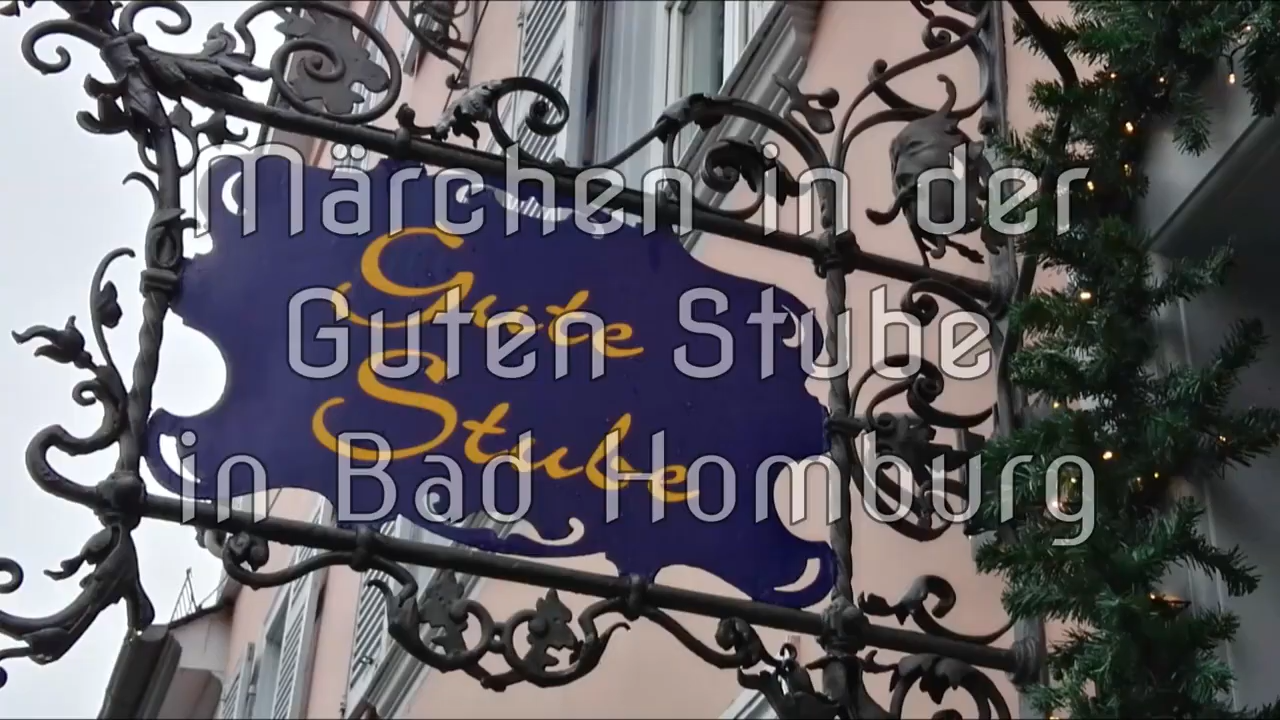 Märchen in der
Guten Stube
in Bad Homburg
Gute
Stube